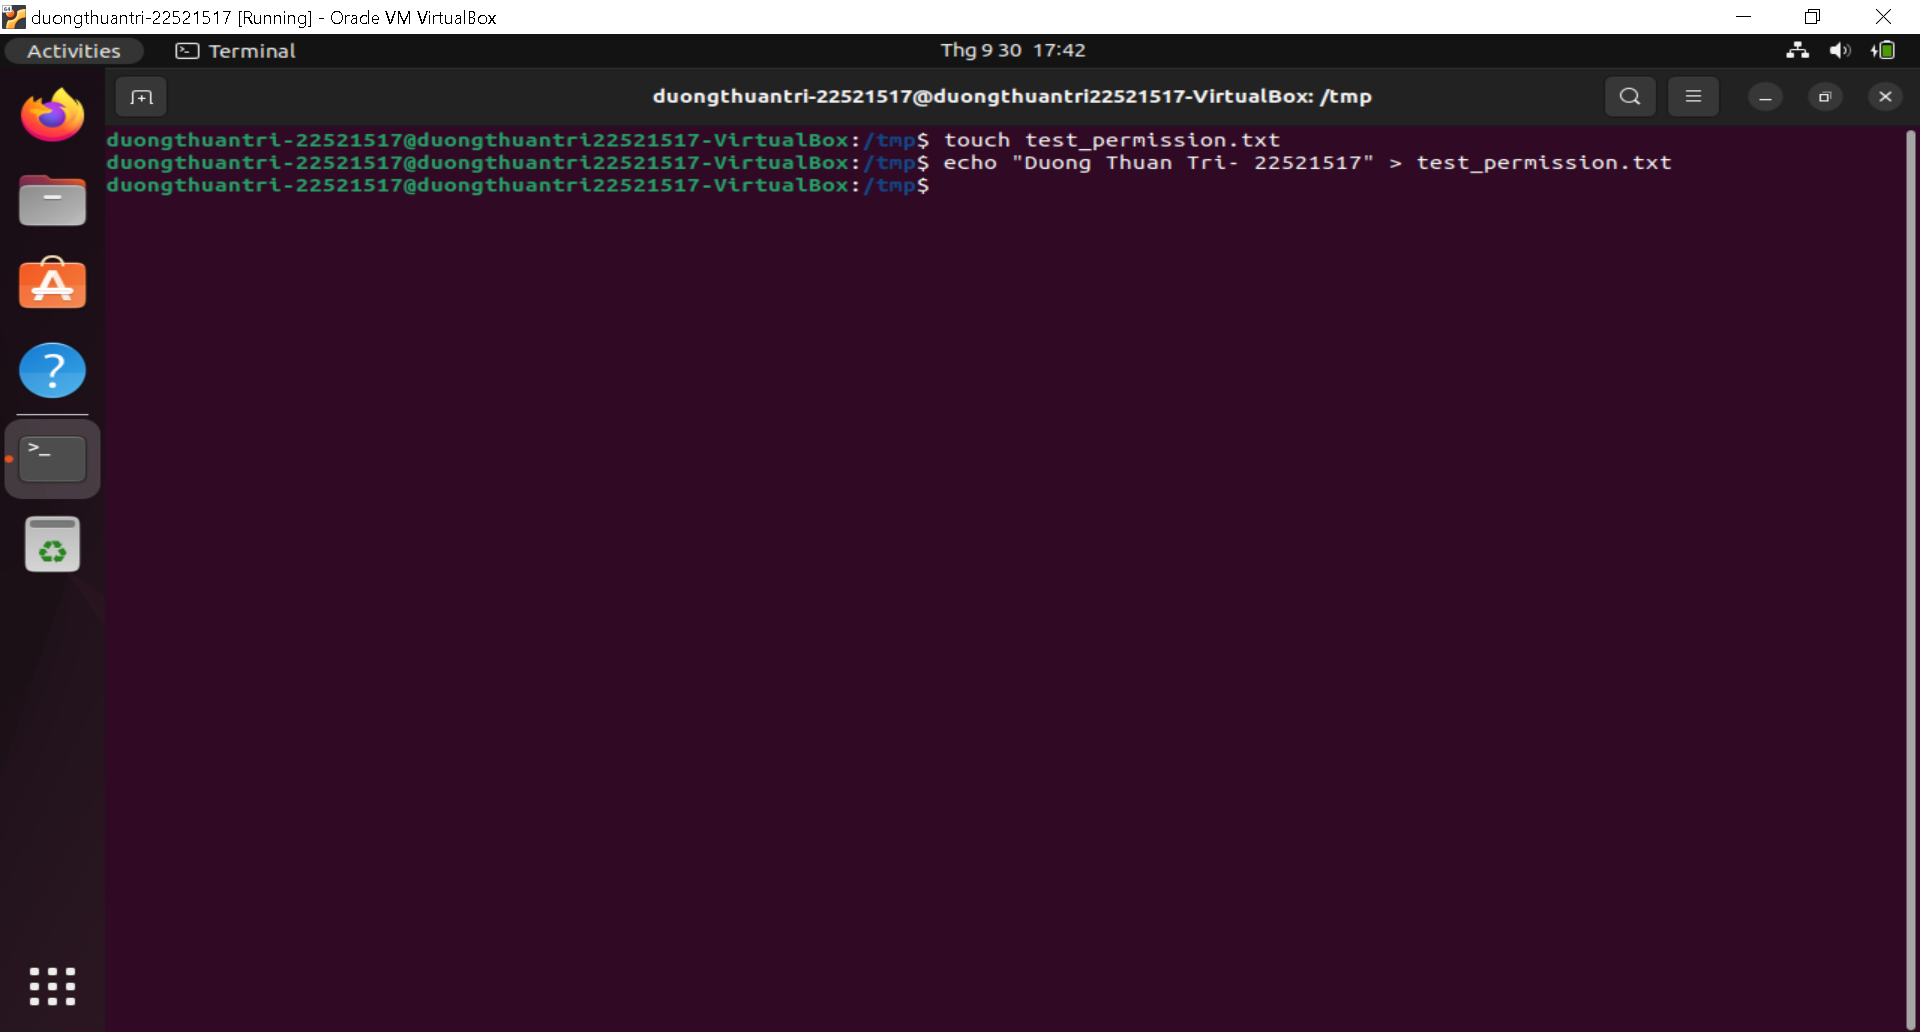 duongthuantri-22521517 [Running] - Oracle VM VirtualBox
Activities Terminal Thg 9 30 17:42
duongthuantri-22521517@duongthuantri22521517-VirtualBox: /tmp
duongthuantri-22521517@duongthuantri22521517-VirtualBox:/tmp$ touch test_permission.txt
duongthuantri-22521517@duongthuantri22521517-VirtualBox:/tmp$ echo "Duong Thuan Tri- 22521517" > test_permission.txt
duongthuantri-22521517@duongthuantri22521517-VirtualBox:/tmp$